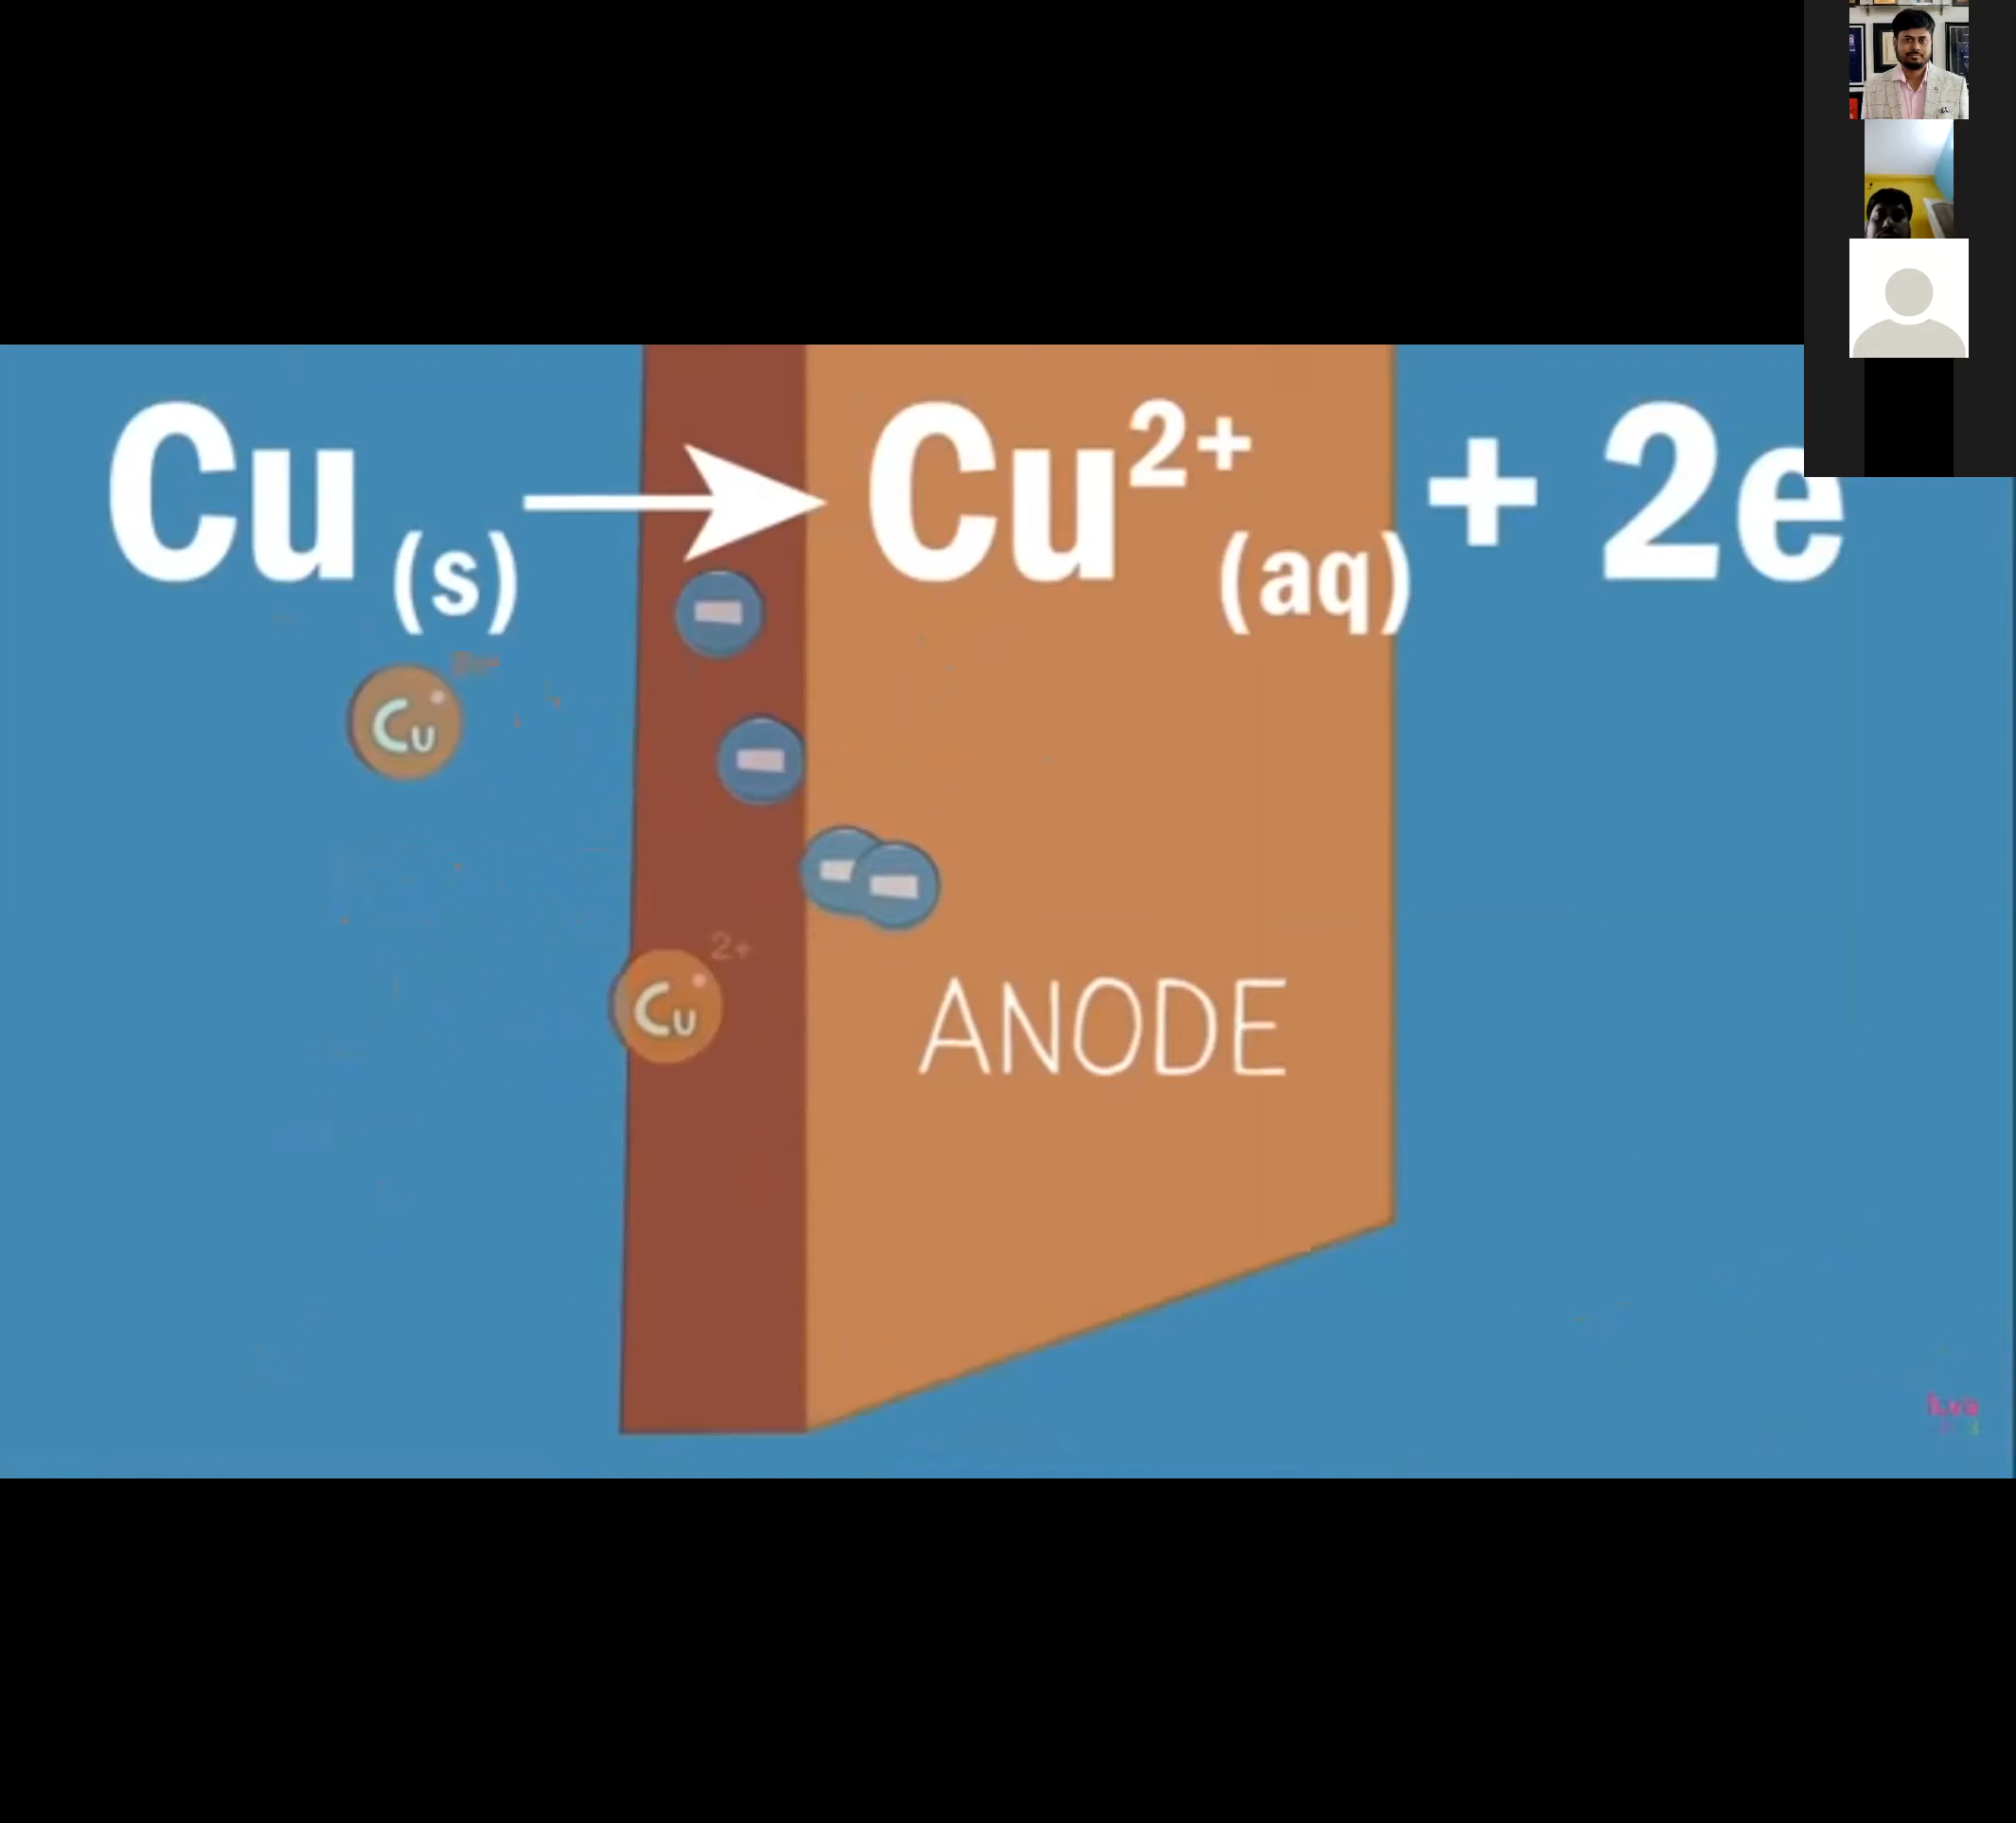 Cu (s) → Cu²⁺ (aq) + 2e
Cu
2+
Cu
ANODE